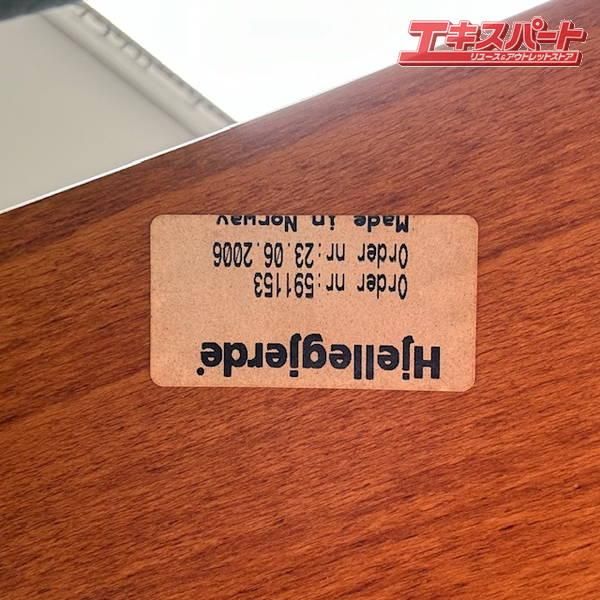 エキスパート
リユース&アウトレットストア
Hjellegjerde
Order nr:591153
Order nr:23.06.2006
Made in Norway